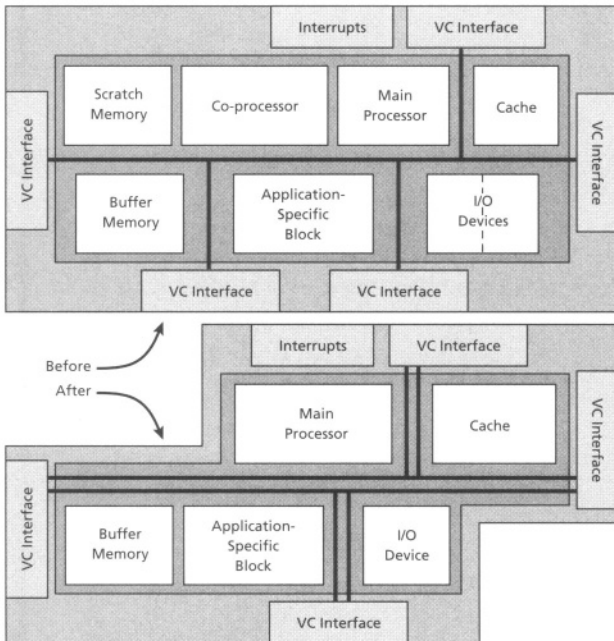 Interrupts
VC Interface
VC Interface
Scratch
Memory
Co-processor
Main
Processor
Cache
VC Interface
Buffer
Memory
Application-
Specific
Block
I/O
Devices
VC Interface
VC Interface
Before
After
Interrupts
VC Interface
VC Interface
Main
Processor
Cache
VC Interface
Buffer
Memory
Application-
Specific
Block
I/O
Device
VC Interface